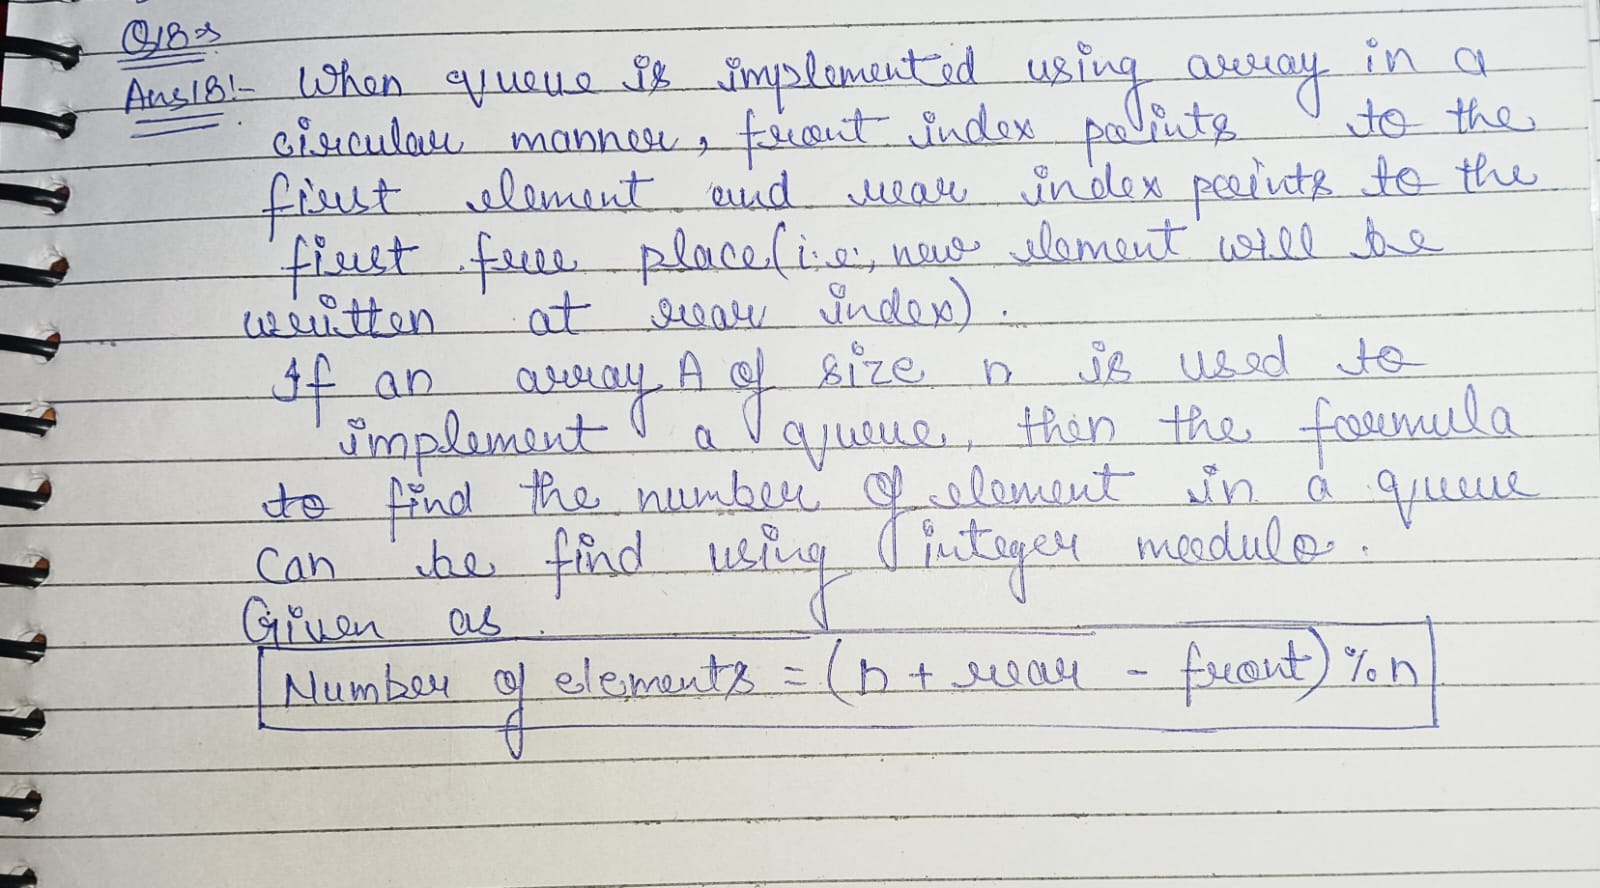 Q18 →
Ans18:- When queue is implemented using array in a
circular manner, front index points to the
first element and rear index points to the
first free place (i.e., new element will be
written at rear index).
If an array A of size n is used to
implement a queue, then the formula
to find the number of element in a queue
can be find using integer modulo.
Given as
Number of elements = (n + rear - front) % n